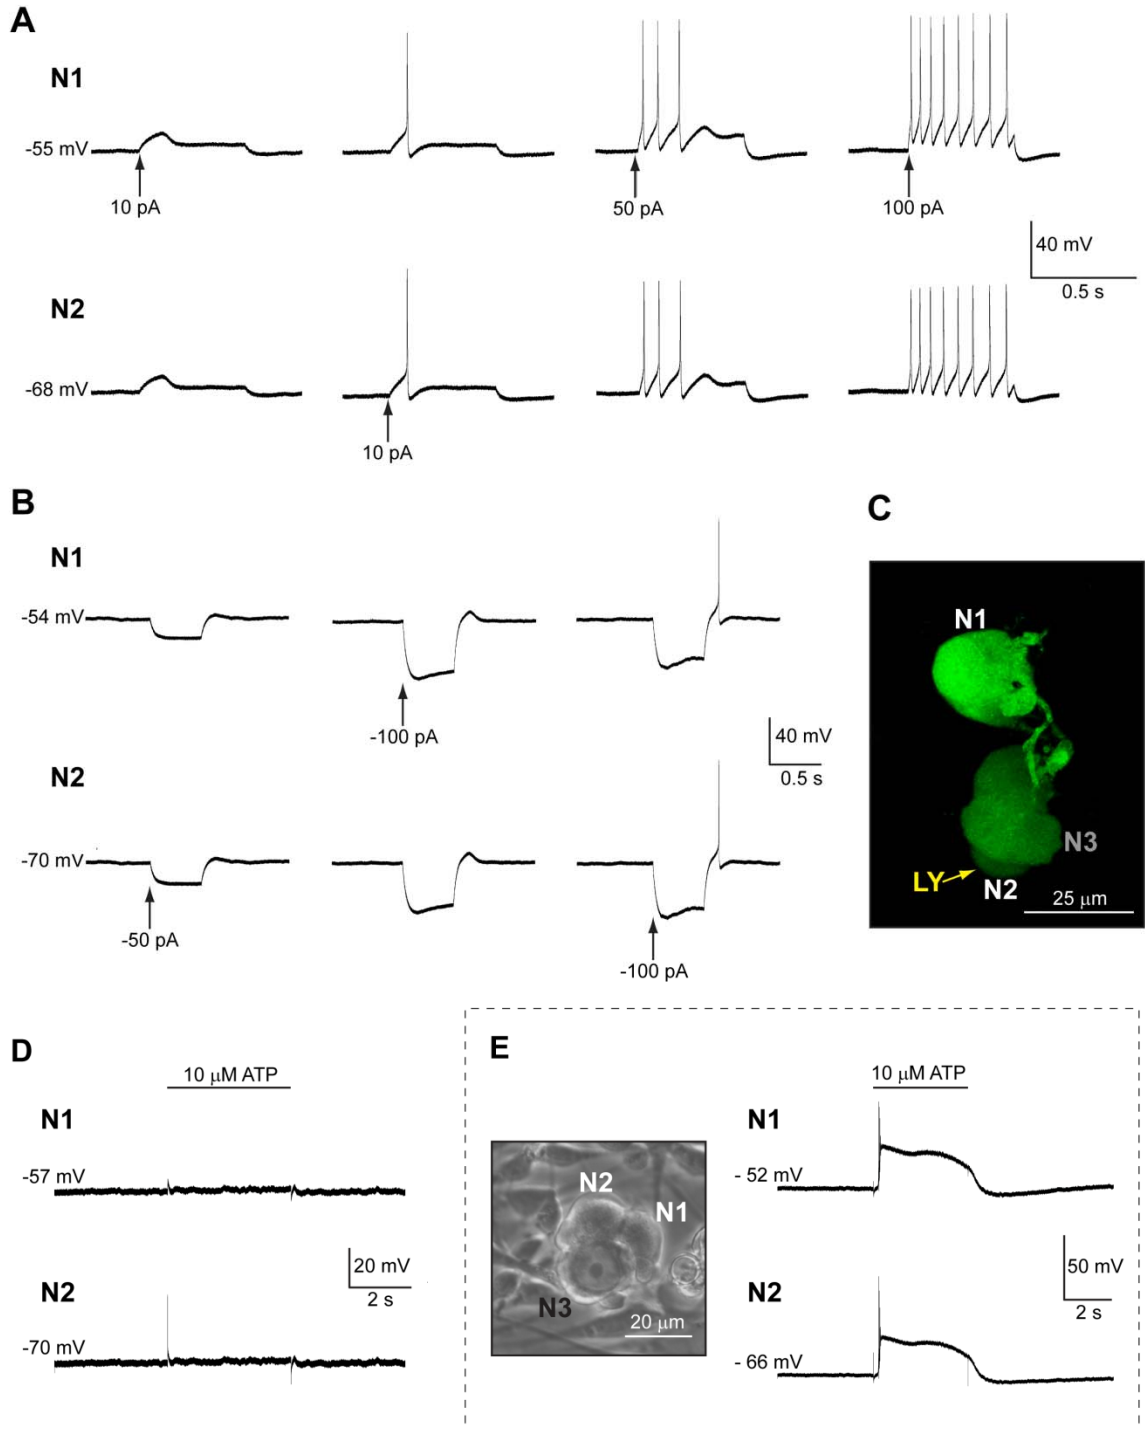 A
N1
-55 mV
10 pA
50 pA
100 pA
40 mV
0.5 s
N2
-68 mV
10 pA
B
N1
-54 mV
-100 pA
40 mV
0.5 s
N2
-70 mV
-50 pA
-100 pA
C
N1
N3
LY
N2
25 μm
D
10 μM ATP
N1
-57 mV
20 mV
2 s
N2
-70 mV
E
N2
N1
N3
20 μm
10 μM ATP
N1
- 52 mV
50 mV
2 s
N2
- 66 mV